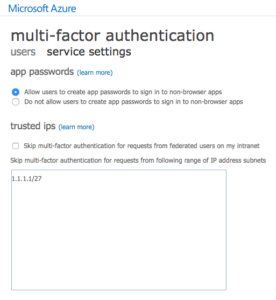 Microsoft Azure
multi-factor authentication
users service settings
app passwords (learn more)
Allow users to create app passwords to sign in to non-browser apps
Do not allow users to create app passwords to sign in to non-browser apps
trusted ips (learn more)
Skip multi-factor authentication for requests from federated users on my intranet
Skip multi-factor authentication for requests from following range of IP address subnets
1.1.1.1/27